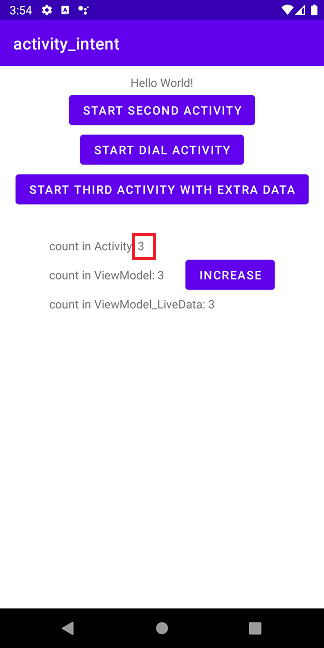 3:54
activity_intent
Hello World!
START SECOND ACTIVITY
START DIAL ACTIVITY
START THIRD ACTIVITY WITH EXTRA DATA
count in Activity: 3
count in ViewModel: 3
INCREASE
count in ViewModel_LiveData: 3